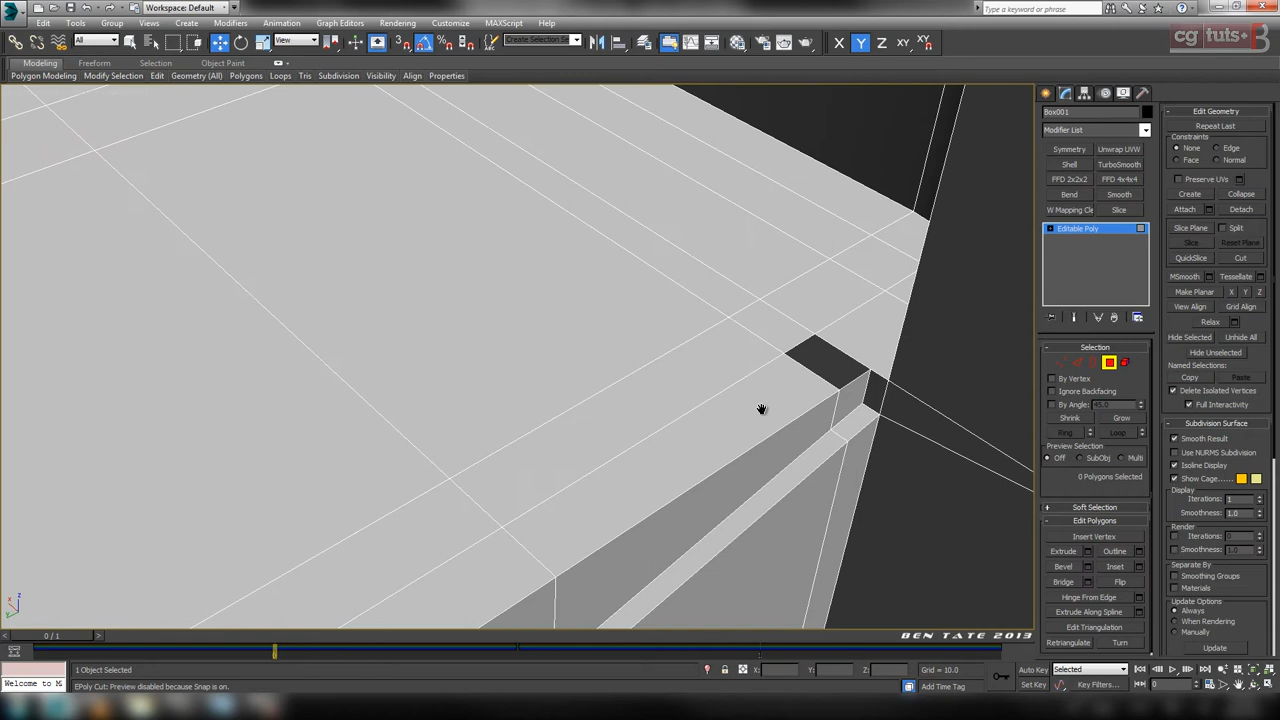 Workspace: Default
Type a keyword or phrase
cgtuts+
Edit Tools Group Views Create Modifiers Animation Graph Editors Rendering Customize MAXScript Help
All View Create Selection Se X Y Z XY XY
Modeling Freeform Selection Object Paint
Polygon Modeling Modify Selection Edit Geometry (All) Polygons Loops Tris Subdivision Visibility Align Properties
Box001
Modifier List
Symmetry Unwrap UVW
Shell TurboSmooth
FFD 2x2x2 FFD 4x4x4
Bend Smooth
W Mapping Cle Slice
Editable Poly
Selection
By Vertex
Ignore Backfacing
By Angle: 45.0
Shrink Grow
Ring Loop
Preview Selection
Off SubObj Multi
0 Polygons Selected
Soft Selection
Edit Polygons
Insert Vertex
Extrude Outline
Bevel Inset
Bridge Flip
Hinge From Edge
Extrude Along Spline
Edit Triangulation
Retriangulate Turn
Edit Geometry
Repeat Last
Constraints
None Edge
Face Normal
Preserve UVs
Create Collapse
Attach Detach
Slice Plane Split
Slice Reset Plane
QuickSlice Cut
MSmooth Tessellate
Make Planar X Y Z
View Align Grid Align
Relax
Hide Selected Unhide All
Hide Unselected
Named Selections:
Copy Paste
Delete Isolated Vertices
Full Interactivity
Subdivision Surface
Smooth Result
Use NURMS Subdivision
Isoline Display
Show Cage......
Display
Iterations: 1
Smoothness: 1.0
Render
Iterations: 0
Smoothness: 1.0
Separate By
Smoothing Groups
Materials
Update Options
Always
When Rendering
Manually
Update
BEN TATE 2013
0 / 1
1 Object Selected X: Y: Z: Grid = 10.0 Auto Key Selected
Welcome to M EPoly Cut: Preview disabled because Snap is on. Add Time Tag Set Key Key Filters... 0